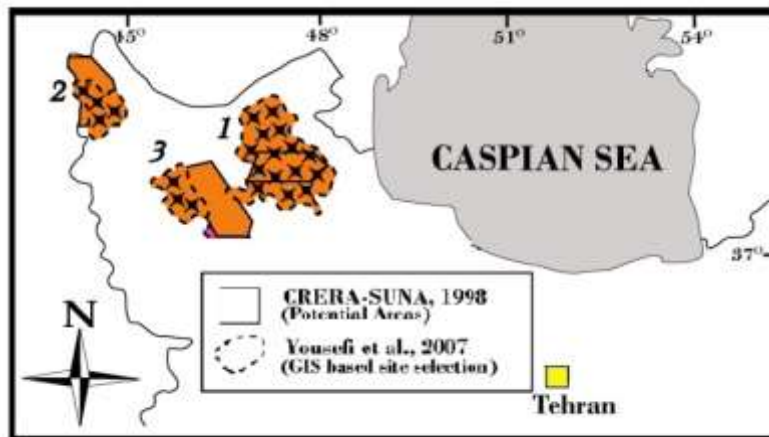 45° 48° 51° 54°
2
1
3
CASPIAN SEA
37°
CRERA-SUNA, 1998
(Potential Areas)
Yousefi et al., 2007
(GIS based site selection)
N
Tehran